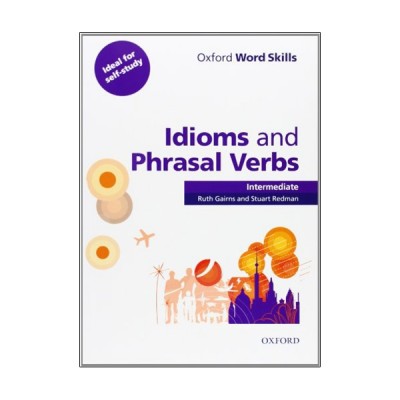 Ideal for
self-study
Oxford Word Skills
Idioms and
Phrasal Verbs
Intermediate
Ruth Gairns and Stuart Redman
OXFORD